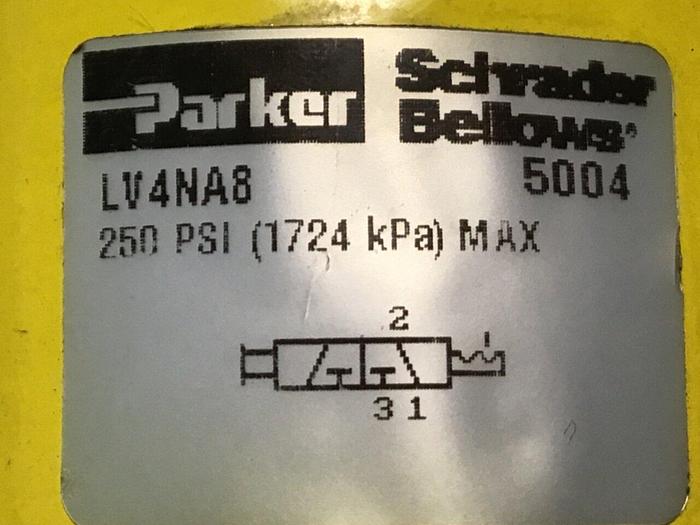 Parker Schrader
Bellows®
LV4NA8 5004
250 PSI (1724 kPa) MAX
2
3 1